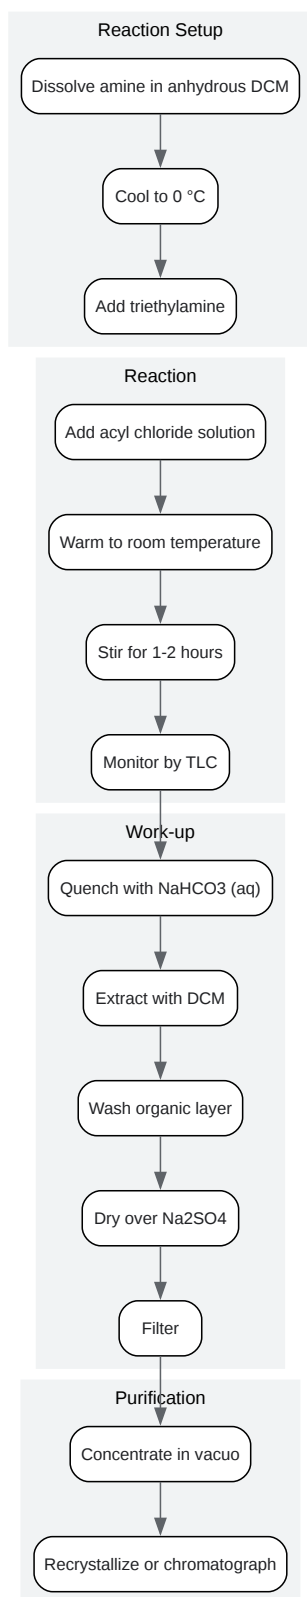 Reaction Setup
Dissolve amine in anhydrous DCM
Cool to 0 °C
Add triethylamine
Reaction
Add acyl chloride solution
Warm to room temperature
Stir for 1-2 hours
Monitor by TLC
Work-up
Quench with NaHCO3 (aq)
Extract with DCM
Wash organic layer
Dry over Na2SO4
Filter
Purification
Concentrate in vacuo
Recrystallize or chromatograph